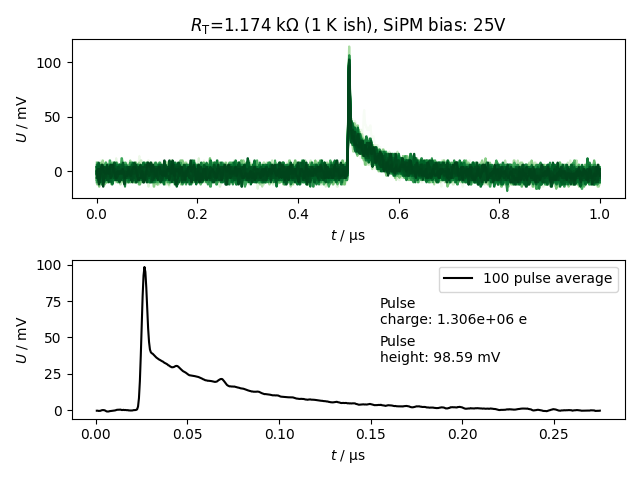 R_T=1.174 kΩ (1 K ish), SiPM bias: 25V
100
50
0
U / mV
0.0 0.2 0.4 0.6 0.8 1.0
t / µs
100
75
50
25
0
U / mV
100 pulse average
Pulse
charge: 1.306e+06 e
Pulse
height: 98.59 mV
0.00 0.05 0.10 0.15 0.20 0.25
t / µs